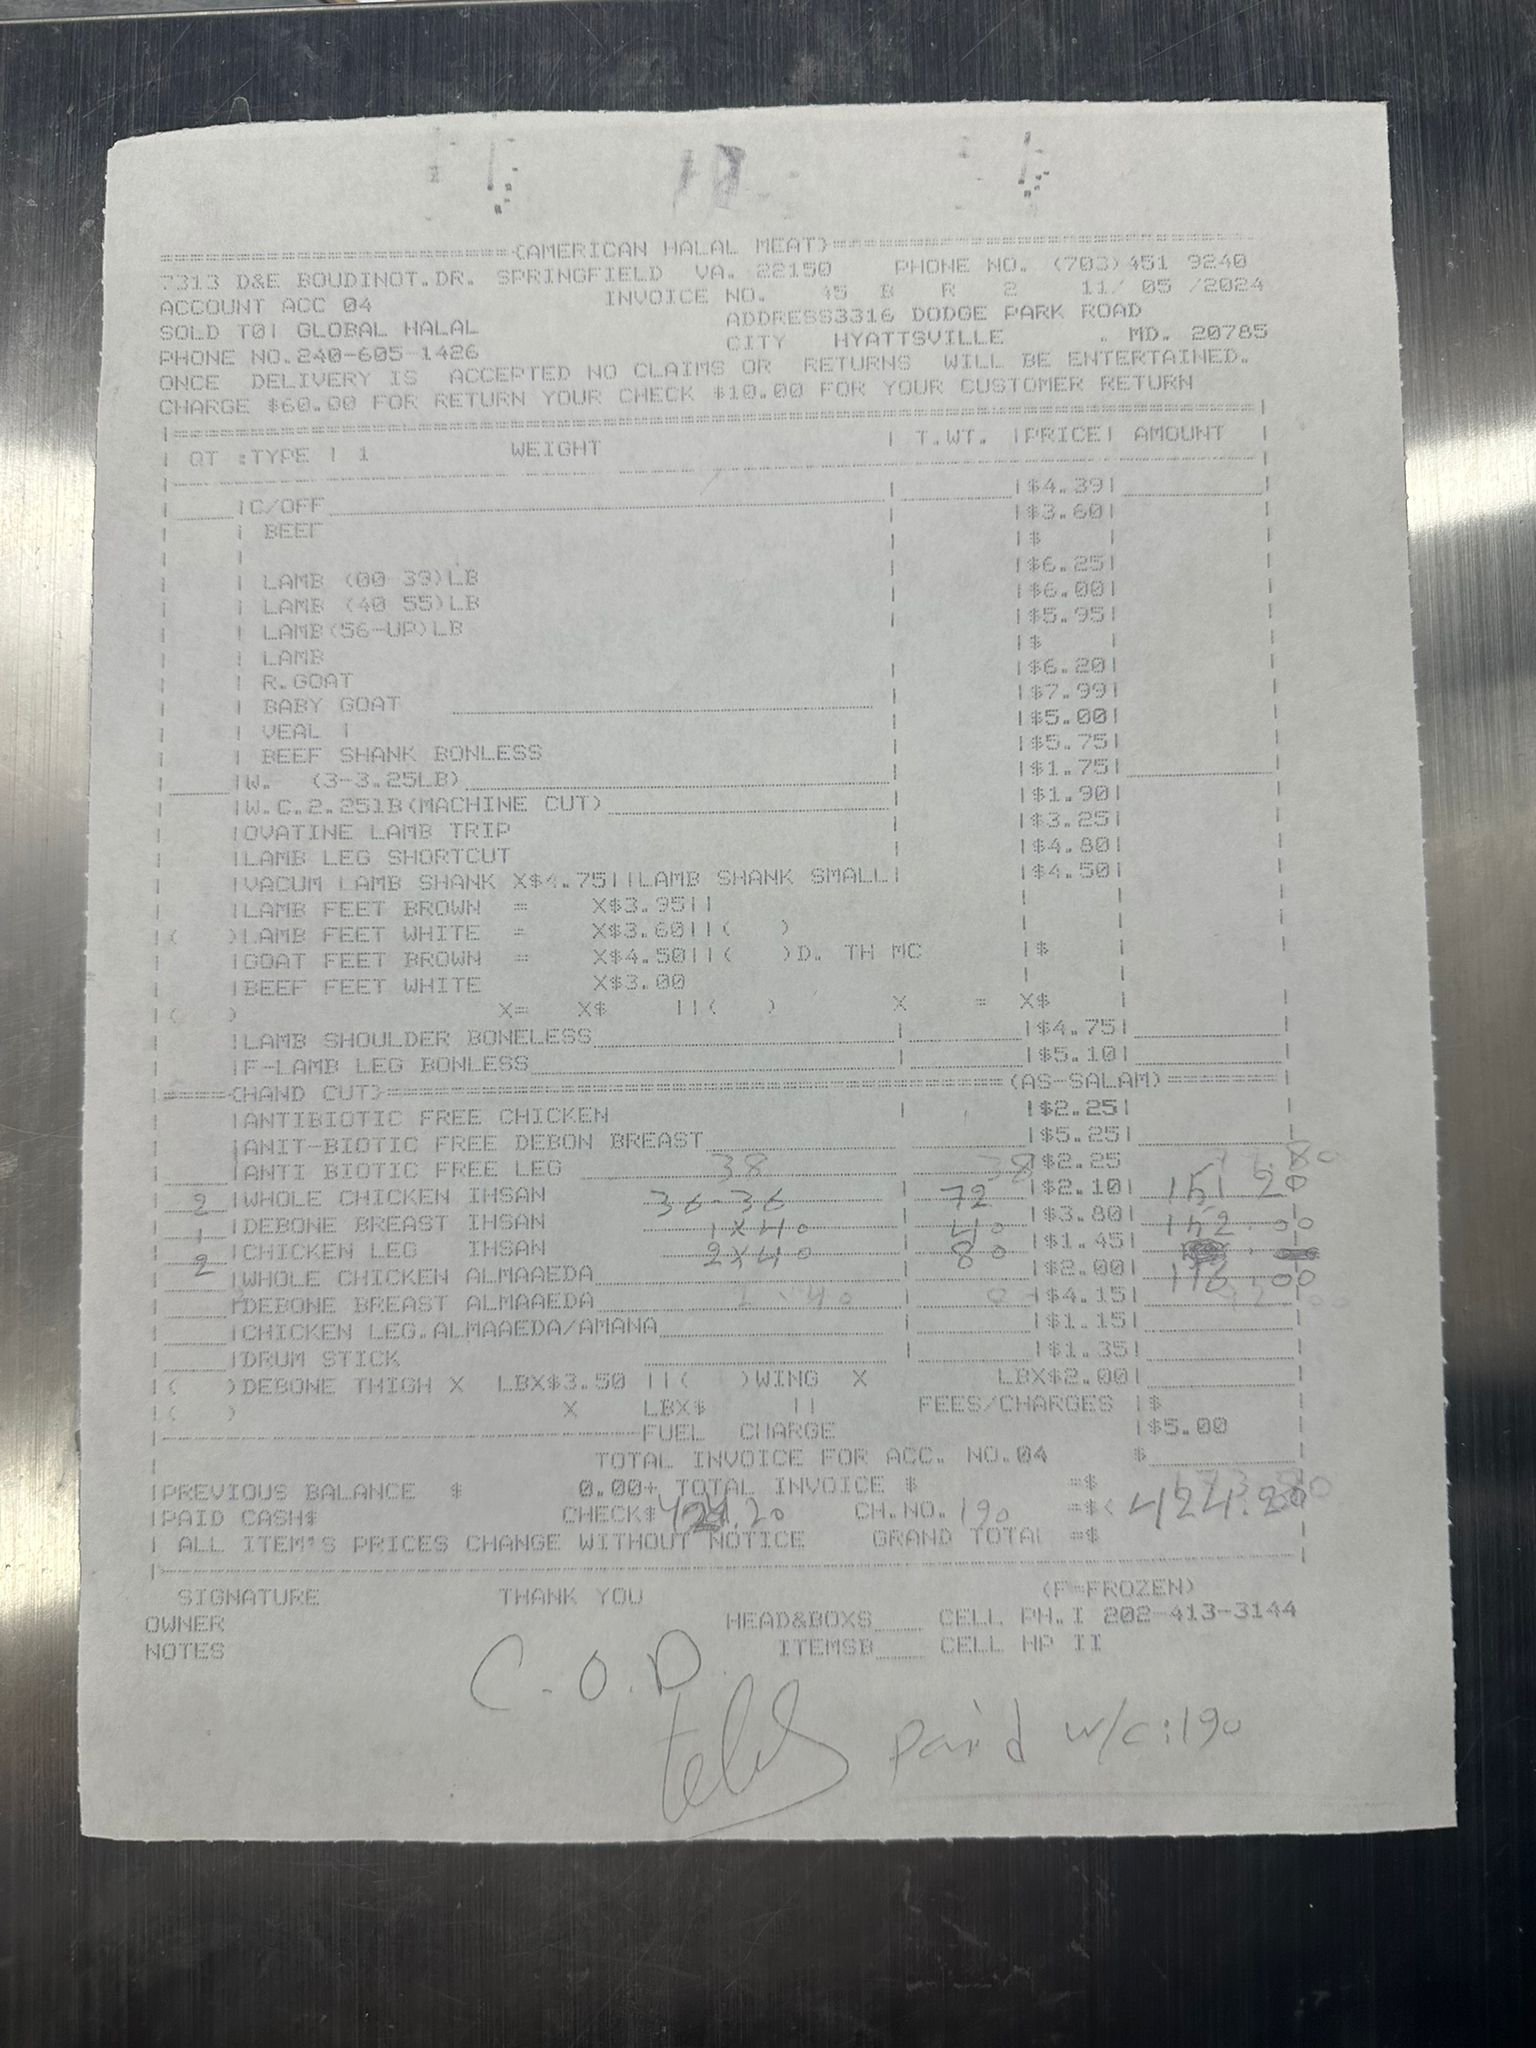 {AMERICAN HALAL MEAT}
7313 D&E BOUDINOT.DR. SPRINGFIELD VA. 22150 PHONE NO. (703) 451 9240
ACCOUNT ACC 04 INVOICE NO. 45 B R 2 11/ 05 /2024
SOLD TO| GLOBAL HALAL ADDRESS3316 DODGE PARK ROAD
PHONE NO.240-605-1426 CITY HYATTSVILLE . MD. 20785
ONCE DELIVERY IS ACCEPTED NO CLAIMS OR RETURNS WILL BE ENTERTAINED.
CHARGE $60.00 FOR RETURN YOUR CHECK $10.00 FOR YOUR CUSTOMER RETURN
QT :TYPE | 1 WEIGHT | T.WT. |PRICE| AMOUNT
|C/OFF |$4.39|
| BEEF |$3.60|
| |$ |
| LAMB (00-39)LB |$6.25|
| LAMB (40 55)LB |$6.00|
| LAMB(56-UP)LB |$5.95|
| LAMB |$ |
| R.GOAT |$6.20|
| BABY GOAT |$7.99|
| VEAL | |$5.00|
| BEEF SHANK BONLESS |$5.75|
|W. (3-3.25LB) |$1.75|
|W.C.2.251B(MACHINE CUT) |$1.90|
|OVATINE LAMB TRIP |$3.25|
|LAMB LEG SHORTCUT |$4.80|
|VACUM LAMB SHANK X$4.75||LAMB SHANK SMALL| |$4.50|
|LAMB FEET BROWN = X$3.95||
|( )LAMB FEET WHITE = X$3.60||( )
|GOAT FEET BROWN = X$4.50||( )D. TH MC |$ |
|BEEF FEET WHITE X$3.00
|( ) X= X$ ||( ) X = X$ |
|LAMB SHOULDER BONELESS |$4.75|
|F-LAMB LEG BONLESS |$5.10|
{HAND CUT} (AS-SALAM)
|ANTIBIOTIC FREE CHICKEN |$2.25|
|ANIT-BIOTIC FREE DEBON BREAST |$5.25|
|ANTI BIOTIC FREE LEG 38 38 |$2.25
2 |WHOLE CHICKEN IHSAN 36-36 72 |$2.10| 151 20
1 |DEBONE BREAST IHSAN 1x40 40 |$3.80| 152.00
2 |CHICKEN LEG IHSAN 2x40 80 |$1.45|
|WHOLE CHICKEN ALMAAEDA |$2.00| 116.00
|DEBONE BREAST ALMAAEDA |$4.15|
|CHICKEN LEG.ALMAAEDA/AMANA |$1.15|
|DRUM STICK |$1.35|
|( )DEBONE THIGH X LBX$3.50 ||( )WING X LBX$2.00|
|( ) X LBX$ || FEES/CHARGES |$
FUEL CHARGE |$5.00
TOTAL INVOICE FOR ACC. NO.04 $
|PREVIOUS BALANCE $ 0.00+ TOTAL INVOICE $ =$
|PAID CASH$ CHECK$424.20 CH.NO. 190 =$< 424.20
| ALL ITEM'S PRICES CHANGE WITHOUT NOTICE GRAND TOTAL =$
SIGNATURE THANK YOU (F=FROZEN)
OWNER HEAD&BOXS CELL PH.I 202-413-3144
NOTES ITEMSB CELL HP II
C.O.D.
Paid w/c:190